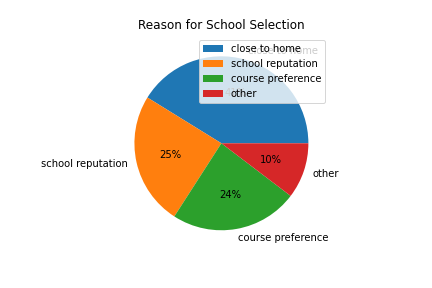 Reason for School Selection
close to home
school reputation
course preference
other
25%
10%
24%
school reputation
other
course preference